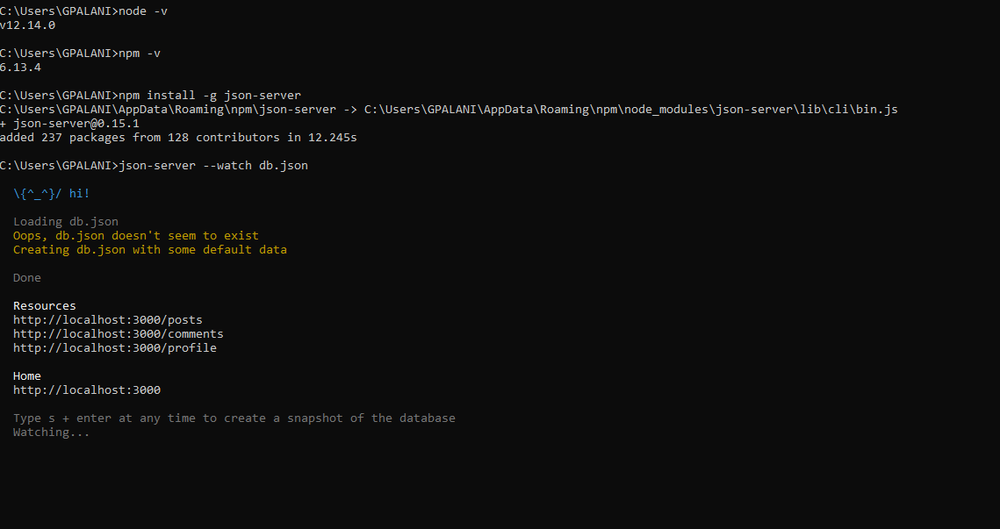 C:\Users\GPALANI>node -v
v12.14.0
C:\Users\GPALANI>npm -v
6.13.4
C:\Users\GPALANI>npm install -g json-server
C:\Users\GPALANI\AppData\Roaming\npm\json-server -> C:\Users\GPALANI\AppData\Roaming\npm\node_modules\json-server\lib\cli\bin.js
+ json-server@0.15.1
added 237 packages from 128 contributors in 12.245s
C:\Users\GPALANI>json-server --watch db.json
\{^_^}/ hi!
Loading db.json
Oops, db.json doesn't seem to exist
Creating db.json with some default data
Done
Resources
http://localhost:3000/posts
http://localhost:3000/comments
http://localhost:3000/profile
Home
http://localhost:3000
Type s + enter at any time to create a snapshot of the database
Watching...